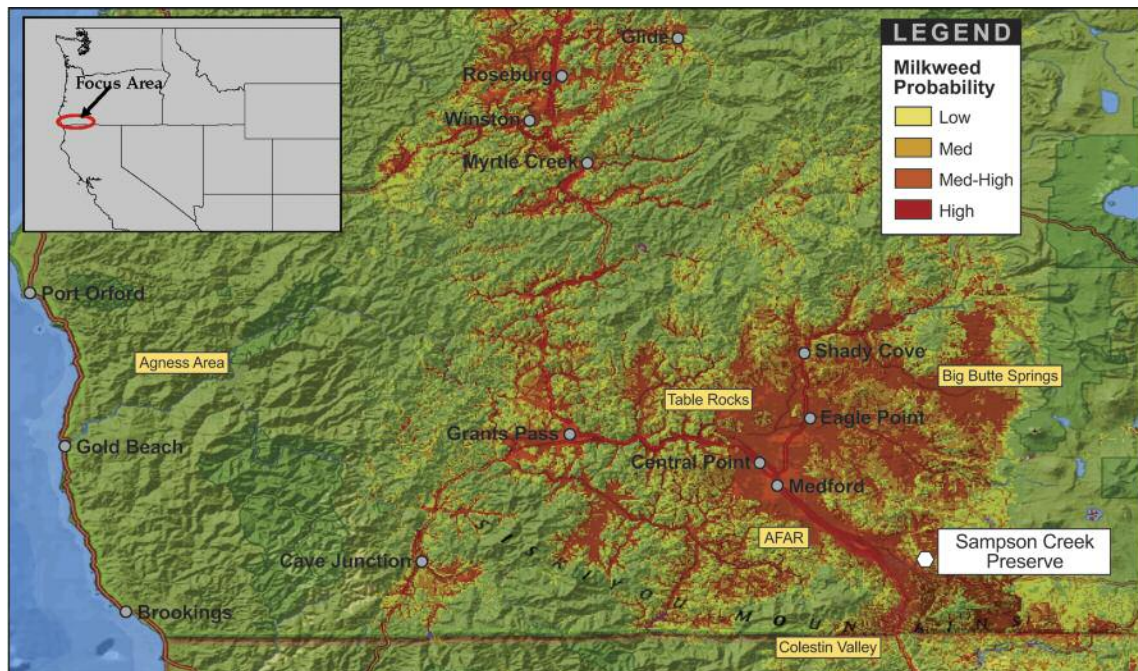 Focus Area
LEGEND
Milkweed
Probability
Low
Med
Med-High
High
Glide
Roseburg
Winston
Myrtle Creek
Port Orford
Agness Area
Shady Cove
Big Butte Springs
Table Rocks
Eagle Point
Grants Pass
Gold Beach
Central Point
Medford
AFAR
Sampson Creek
Preserve
Cave Junction
SISKIYOU MOUNTAINS
Brookings
Colestin Valley